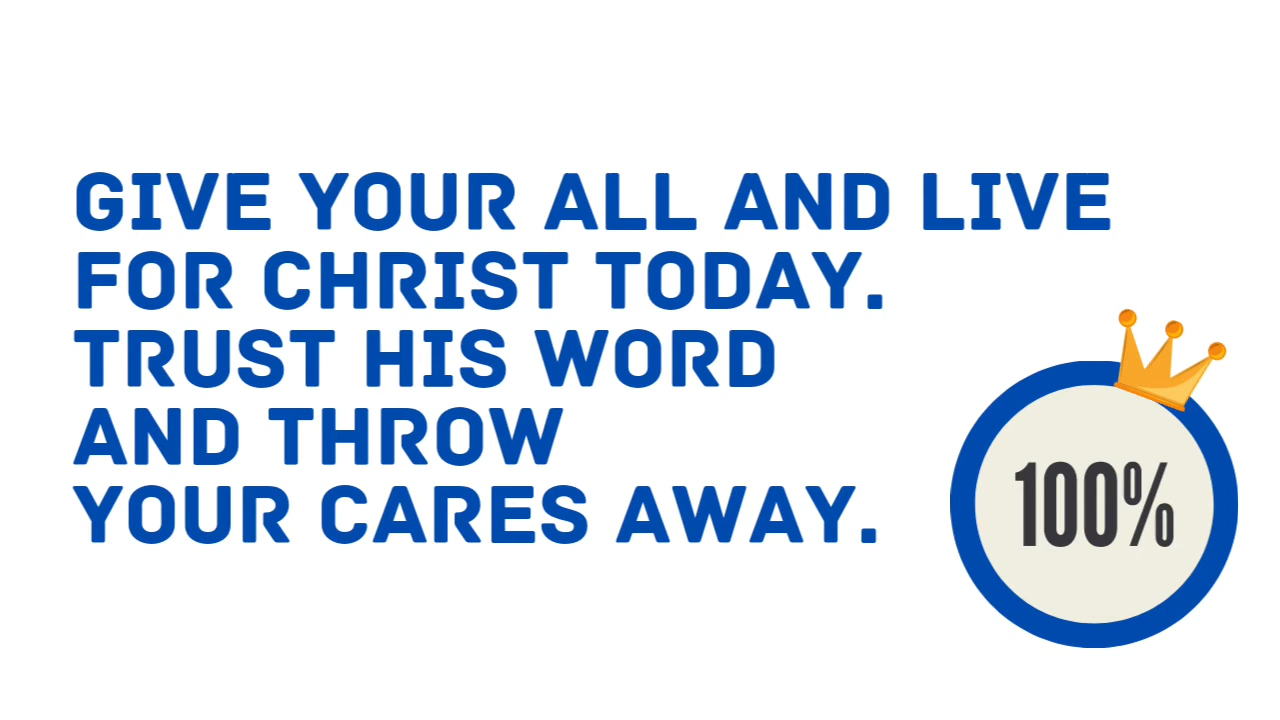 GIVE YOUR ALL AND LIVE
FOR CHRIST TODAY.
TRUST HIS WORD
AND THROW
YOUR CARES AWAY.
100%